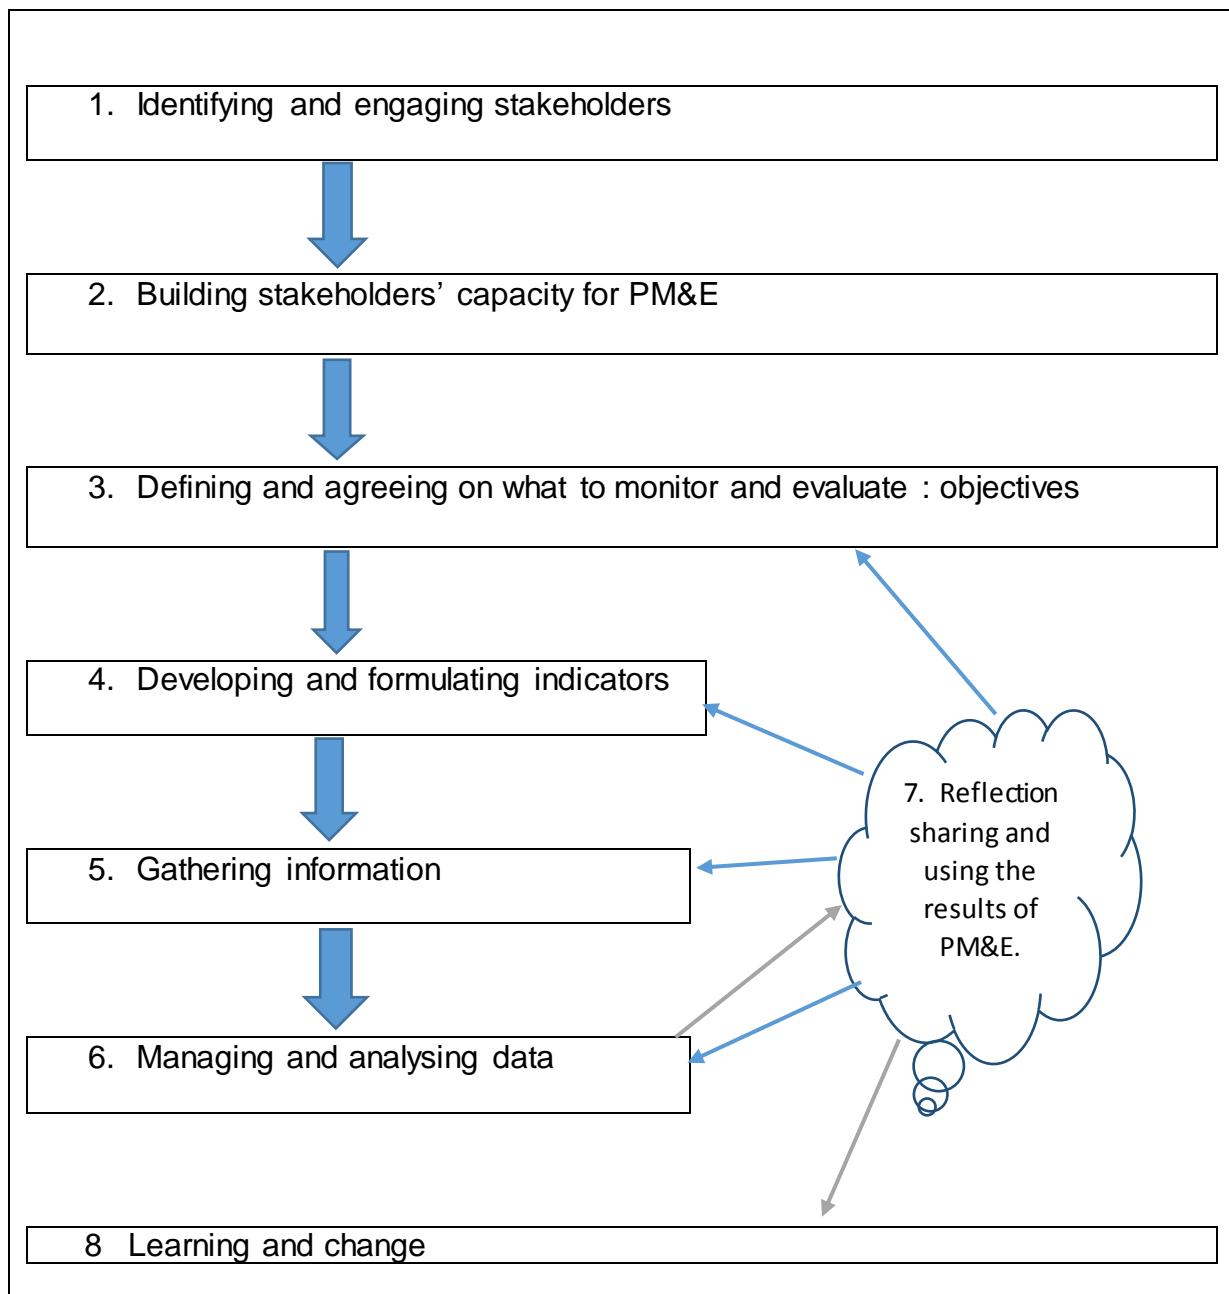 1. Identifying and engaging stakeholders
2. Building stakeholders’ capacity for PM&E
3. Defining and agreeing on what to monitor and evaluate : objectives
4. Developing and formulating indicators
5. Gathering information
6. Managing and analysing data
7. Reflection
sharing and
using the
results of
PM&E.
8 Learning and change